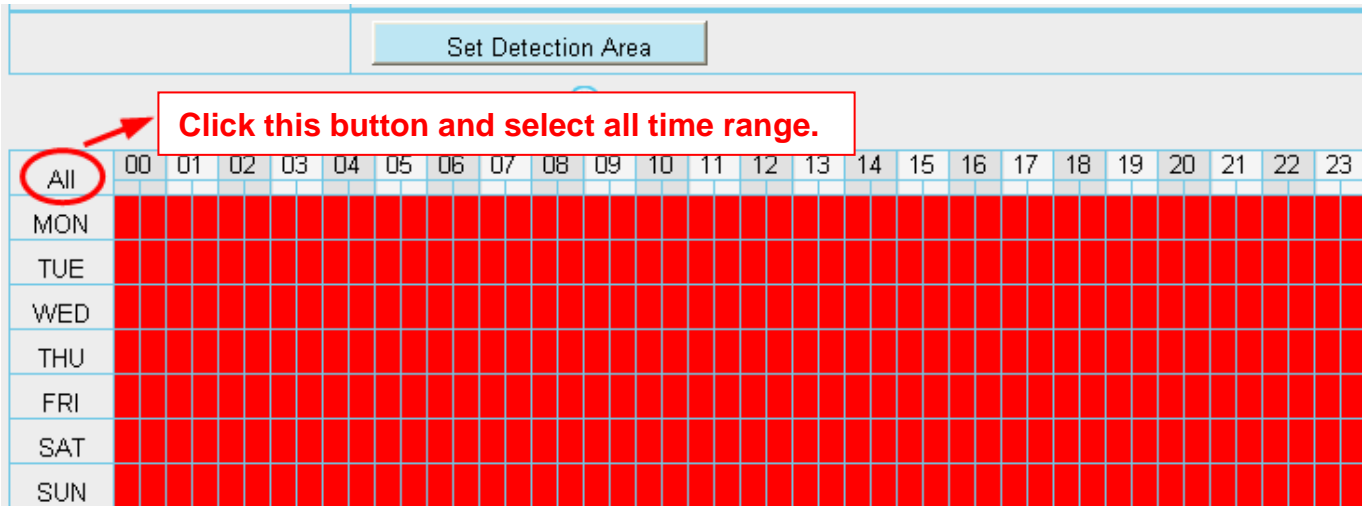 Set Detection Area
Click this button and select all time range.
All 00 01 02 03 04 05 06 07 08 09 10 11 12 13 14 15 16 17 18 19 20 21 22 23
MON
TUE
WED
THU
FRI
SAT
SUN